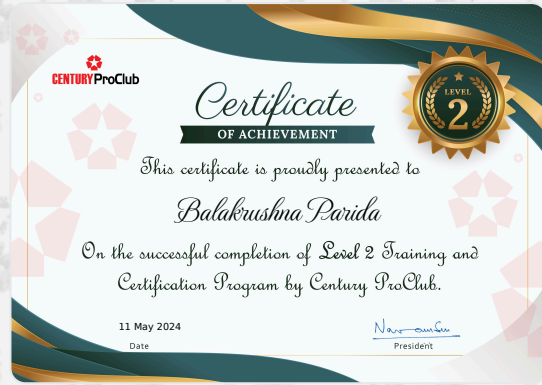 CENTURY ProClub
Certificate
OF ACHIEVEMENT
LEVEL
2
This certificate is proudly presented to
Balakrushna Parida
On the successful completion of Level 2 Training and
Certification Program by Century ProClub.
11 May 2024
Date
President